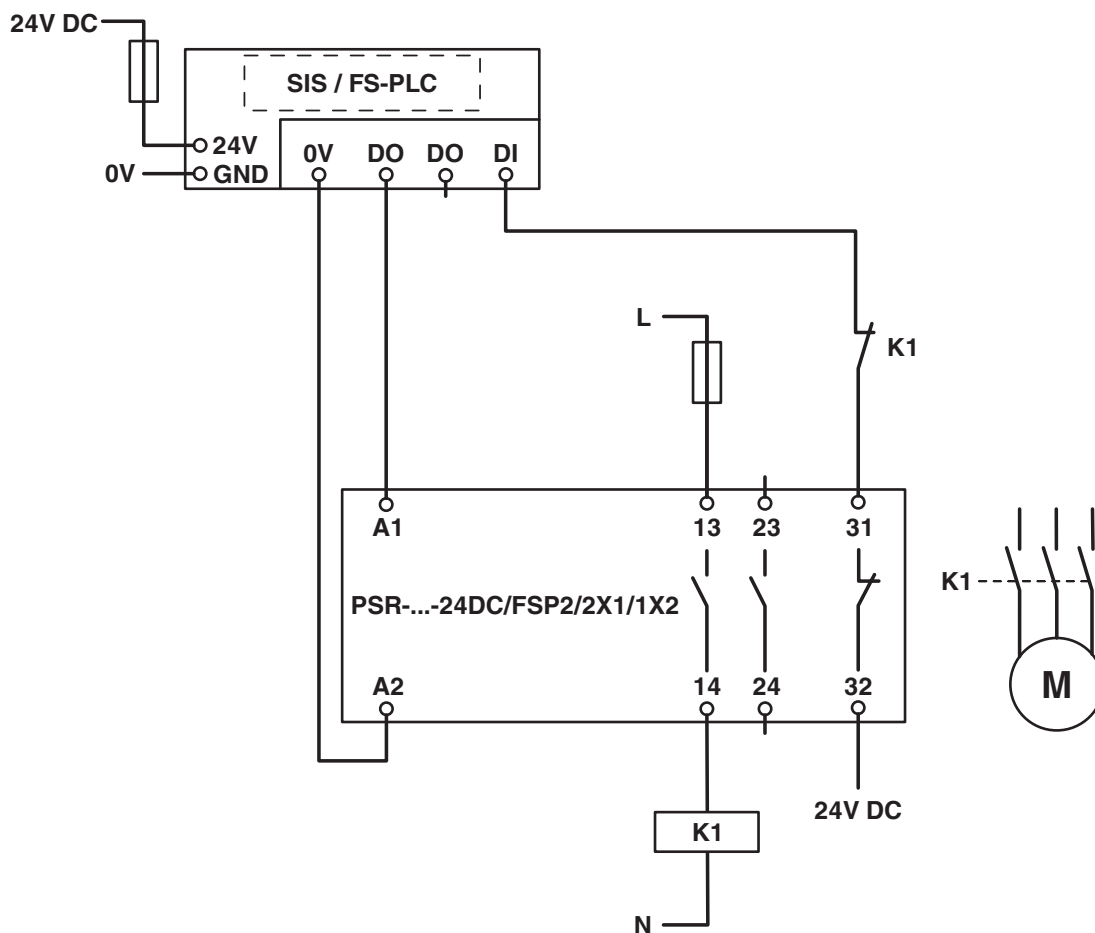 24V DC
SIS / FS-PLC
24V
0V
DO
DO
DI
0V
GND
L
K1
A1
13
23
31
K1
PSR-...-24DC/FSP2/2X1/1X2
A2
14
24
32
M
24V DC
K1
N